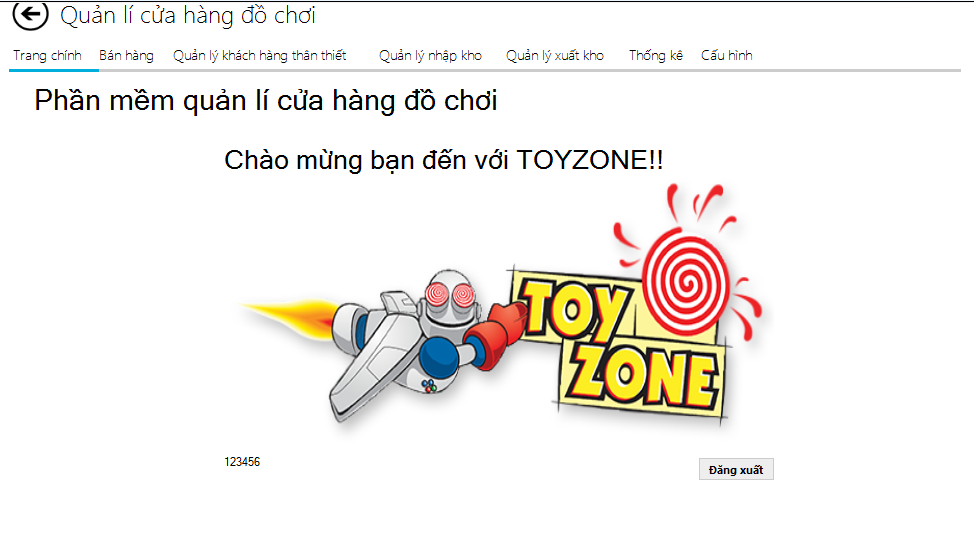 Quản lí cửa hàng đồ chơi
Trang chính Bán hàng Quản lý khách hàng thân thiết Quản lý nhập kho Quản lý xuất kho Thống kê Cấu hình
Phần mềm quản lí cửa hàng đồ chơi
Chào mừng bạn đến với TOYZONE!!
TOY
ZONE
123456 Đăng xuất